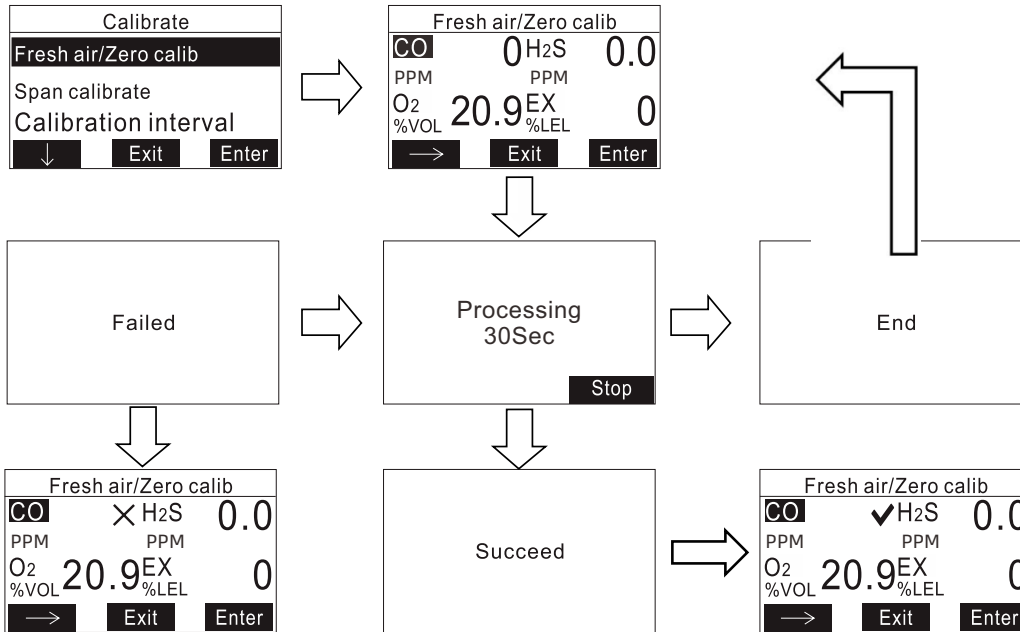 Calibrate
Fresh air/Zero calib
Span calibrate
Calibration interval
↓ Exit Enter
Fresh air/Zero calib
CO 0 H2S 0.0
PPM PPM
O2 20.9 EX 0
%VOL %LEL
→ Exit Enter
Failed
Processing
30Sec
Stop
End
Fresh air/Zero calib
CO ✕ H2S 0.0
PPM PPM
O2 20.9 EX 0
%VOL %LEL
→ Exit Enter
Succeed
Fresh air/Zero calib
CO ✔ H2S 0.0
PPM PPM
O2 20.9 EX 0
%VOL %LEL
→ Exit Enter